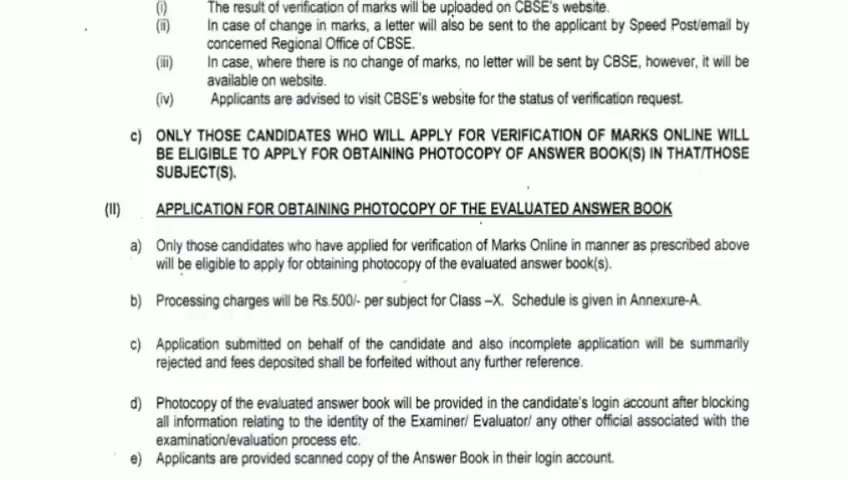 (i) The result of verification of marks will be uploaded on CBSE's website.
(ii) In case of change in marks, a letter will also be sent to the applicant by Speed Post/email by
concerned Regional Office of CBSE.
(iii) In case, where there is no change of marks, no letter will be sent by CBSE, however, it will be
available on website.
(iv) Applicants are advised to visit CBSE's website for the status of verification request.
c) ONLY THOSE CANDIDATES WHO WILL APPLY FOR VERIFICATION OF MARKS ONLINE WILL
BE ELIGIBLE TO APPLY FOR OBTAINING PHOTOCOPY OF ANSWER BOOK(S) IN THAT/THOSE
SUBJECT(S).
(II) APPLICATION FOR OBTAINING PHOTOCOPY OF THE EVALUATED ANSWER BOOK
a) Only those candidates who have applied for verification of Marks Online in manner as prescribed above
will be eligible to apply for obtaining photocopy of the evaluated answer book(s).
b) Processing charges will be Rs.500/- per subject for Class –X. Schedule is given in Annexure-A.
c) Application submitted on behalf of the candidate and also incomplete application will be summarily
rejected and fees deposited shall be forfeited without any further reference.
d) Photocopy of the evaluated answer book will be provided in the candidate's login account after blocking
all information relating to the identity of the Examiner/ Evaluator/ any other official associated with the
examination/evaluation process etc.
e) Applicants are provided scanned copy of the Answer Book in their login account.